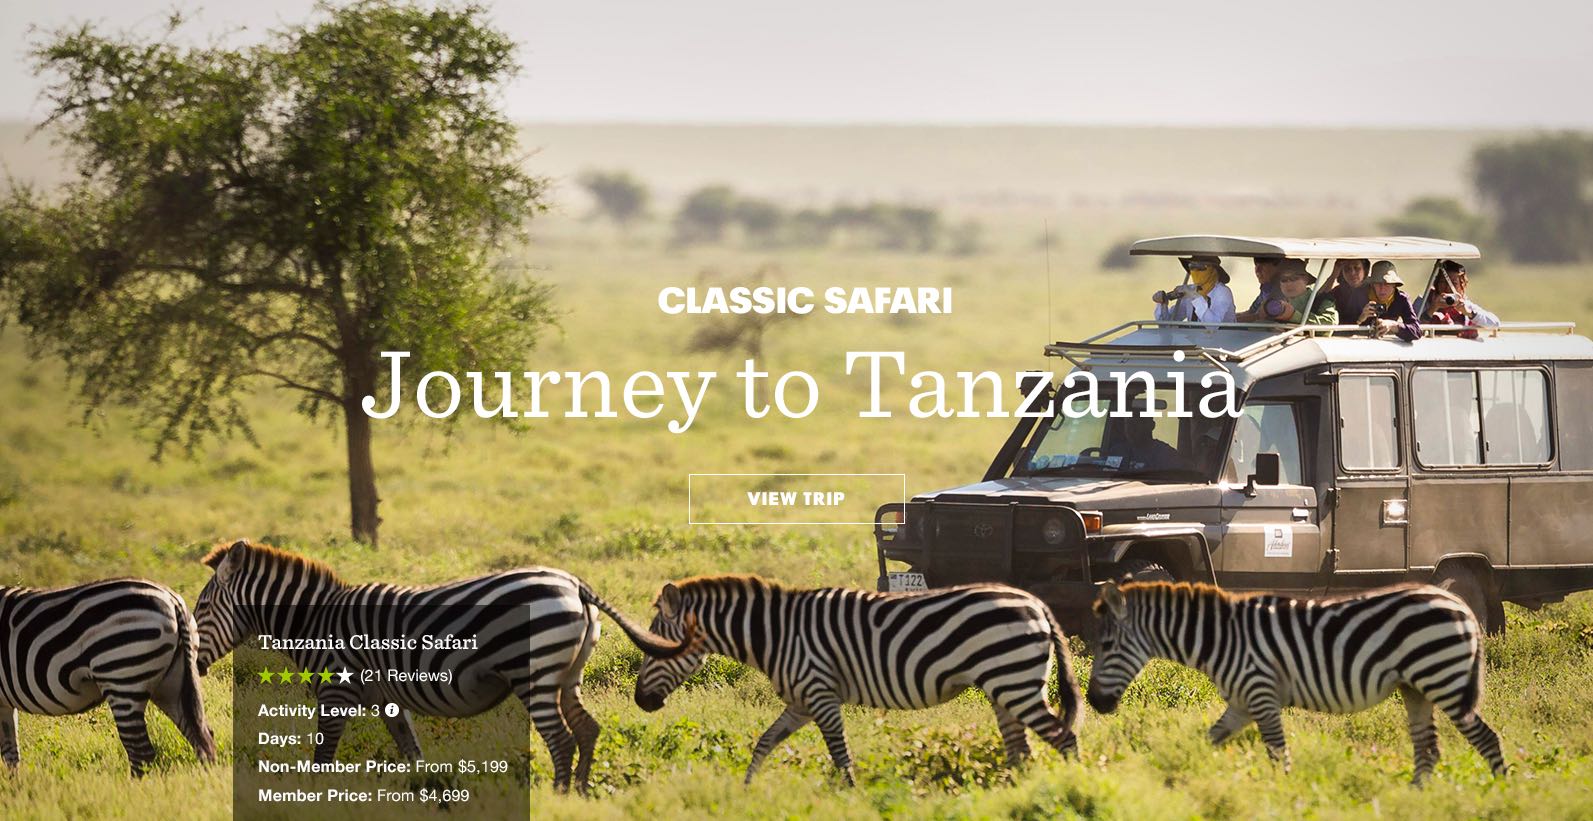 CLASSIC SAFARI
Journey to Tanzania
VIEW TRIP
T122
Tanzania Classic Safari
(21 Reviews)
Activity Level: 3 i
Days: 10
Non-Member Price: From $5,199
Member Price: From $4,699